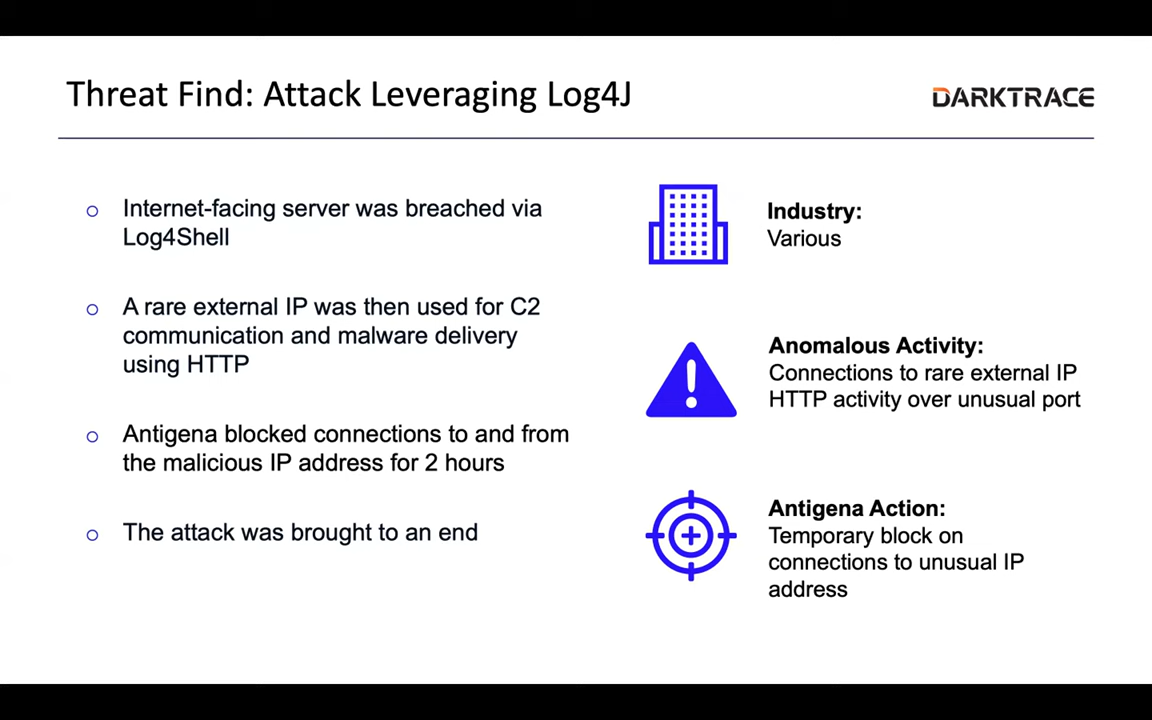 Threat Find: Attack Leveraging Log4J
DARKTRACE
Internet-facing server was breached via
Log4Shell
A rare external IP was then used for C2
communication and malware delivery
using HTTP
Antigena blocked connections to and from
the malicious IP address for 2 hours
The attack was brought to an end
Industry:
Various
Anomalous Activity:
Connections to rare external IP
HTTP activity over unusual port
Antigena Action:
Temporary block on
connections to unusual IP
address